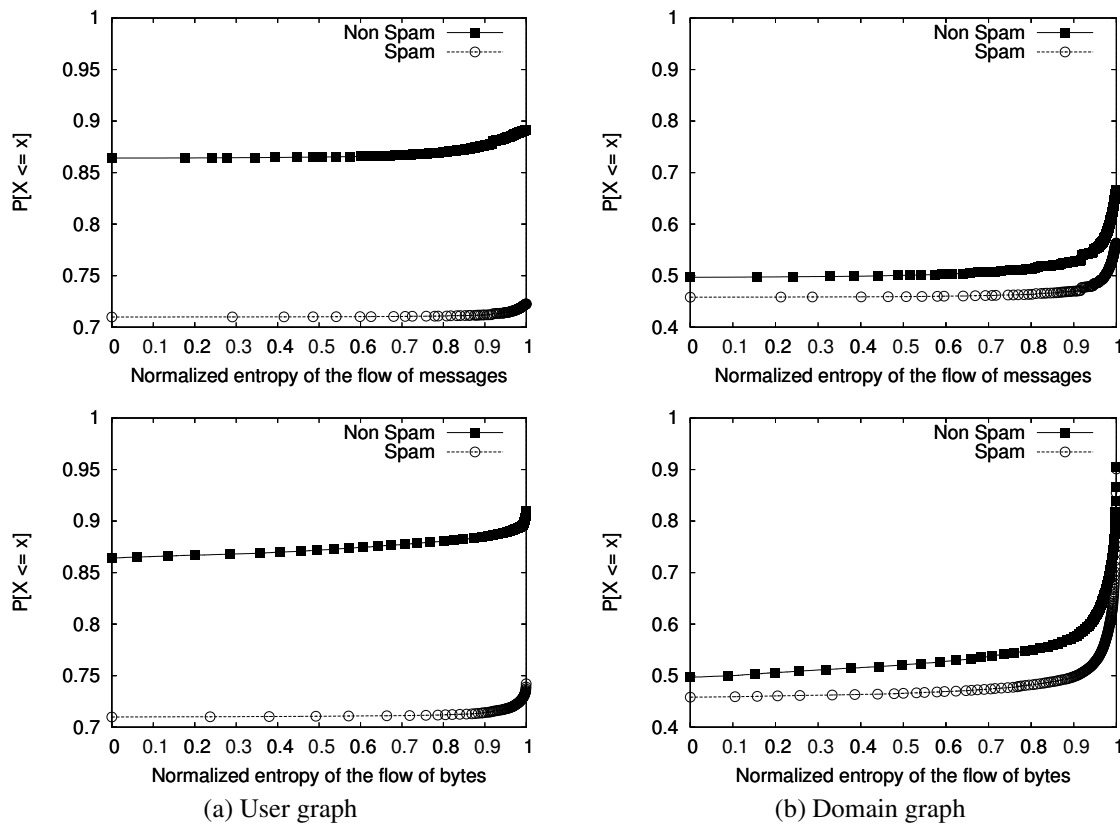 1
0.95
0.9
0.85
0.8
0.75
0.7
P[X <= x]
Non Spam
Spam
0 0.1 0.2 0.3 0.4 0.5 0.6 0.7 0.8 0.9 1
Normalized entropy of the flow of messages
1
0.9
0.8
0.7
0.6
0.5
0.4
P[X <= x]
Non Spam
Spam
0 0.1 0.2 0.3 0.4 0.5 0.6 0.7 0.8 0.9 1
Normalized entropy of the flow of messages
1
0.95
0.9
0.85
0.8
0.75
0.7
P[X <= x]
Non Spam
Spam
0 0.1 0.2 0.3 0.4 0.5 0.6 0.7 0.8 0.9 1
Normalized entropy of the flow of bytes
(a) User graph
1
0.9
0.8
0.7
0.6
0.5
0.4
P[X <= x]
Non Spam
Spam
0 0.1 0.2 0.3 0.4 0.5 0.6 0.7 0.8 0.9 1
Normalized entropy of the flow of bytes
(b) Domain graph